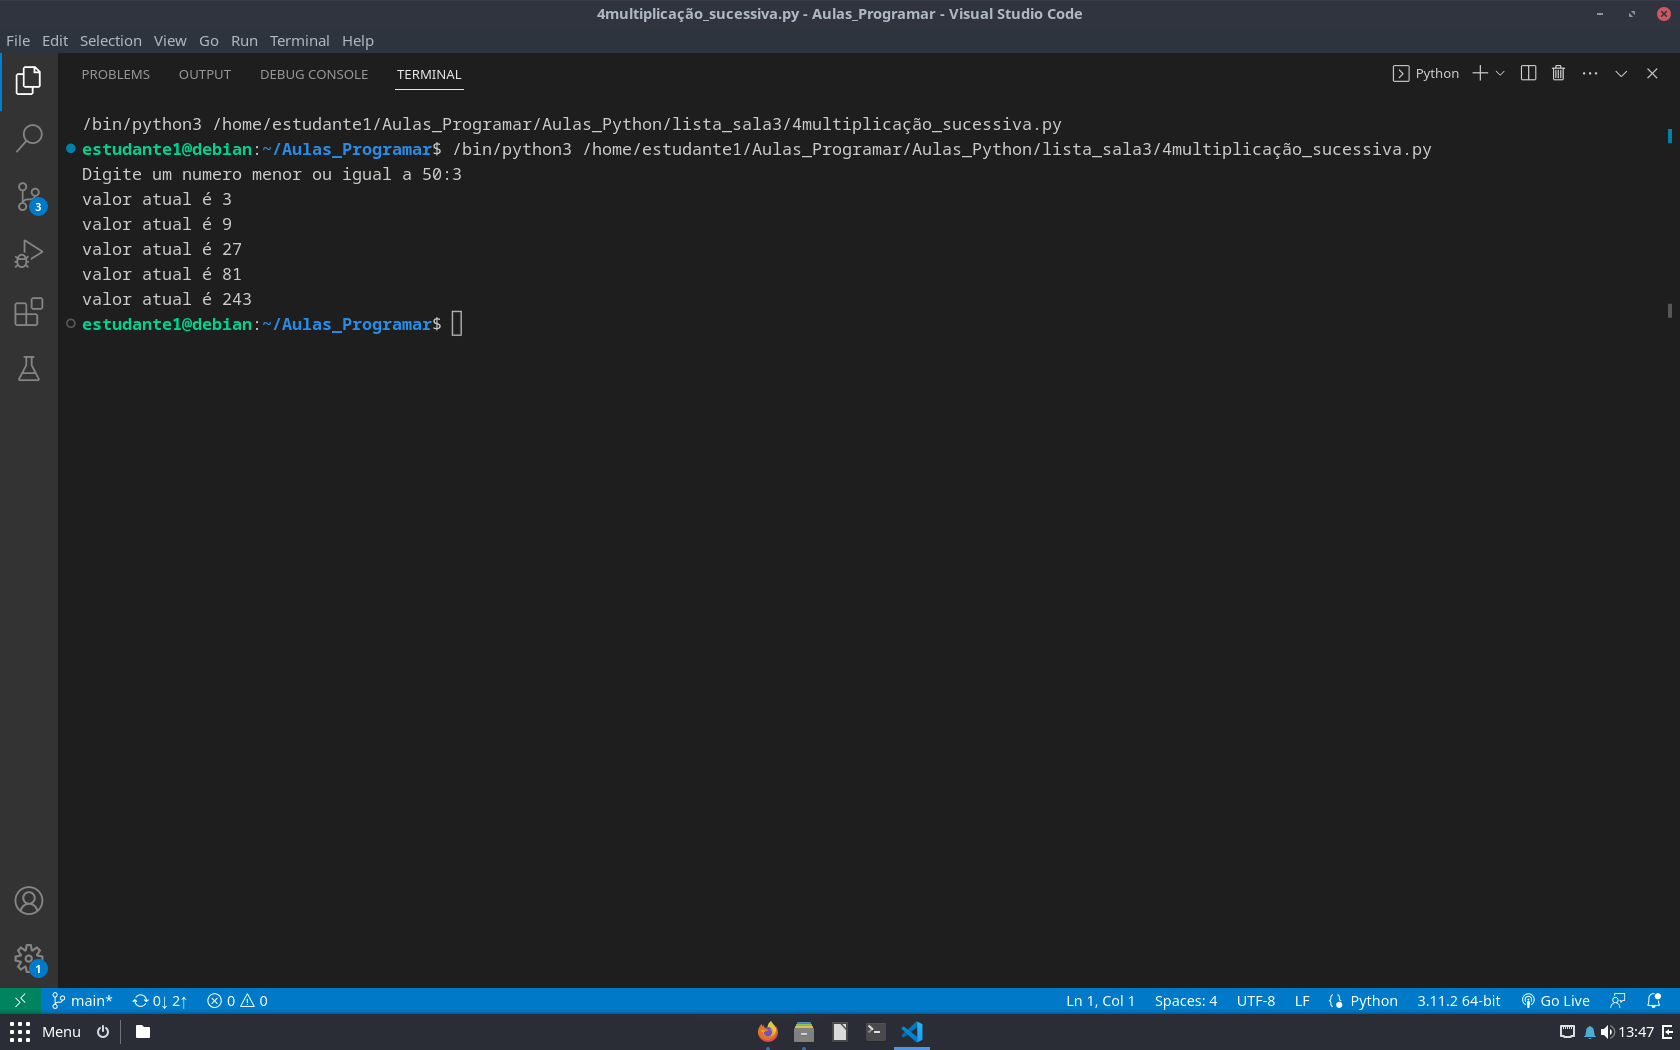 4multiplicação_sucessiva.py - Aulas_Programar - Visual Studio Code
File Edit Selection View Go Run Terminal Help
PROBLEMS OUTPUT DEBUG CONSOLE TERMINAL Python
/bin/python3 /home/estudante1/Aulas_Programar/Aulas_Python/lista_sala3/4multiplicação_sucessiva.py
estudante1@debian:~/Aulas_Programar$ /bin/python3 /home/estudante1/Aulas_Programar/Aulas_Python/lista_sala3/4multiplicação_sucessiva.py
Digite um numero menor ou igual a 50:3
valor atual é 3
valor atual é 9
valor atual é 27
valor atual é 81
valor atual é 243
estudante1@debian:~/Aulas_Programar$
3
1
main* 0↓ 2↑ 0 0 Ln 1, Col 1 Spaces: 4 UTF-8 LF Python 3.11.2 64-bit Go Live
Menu 13:47